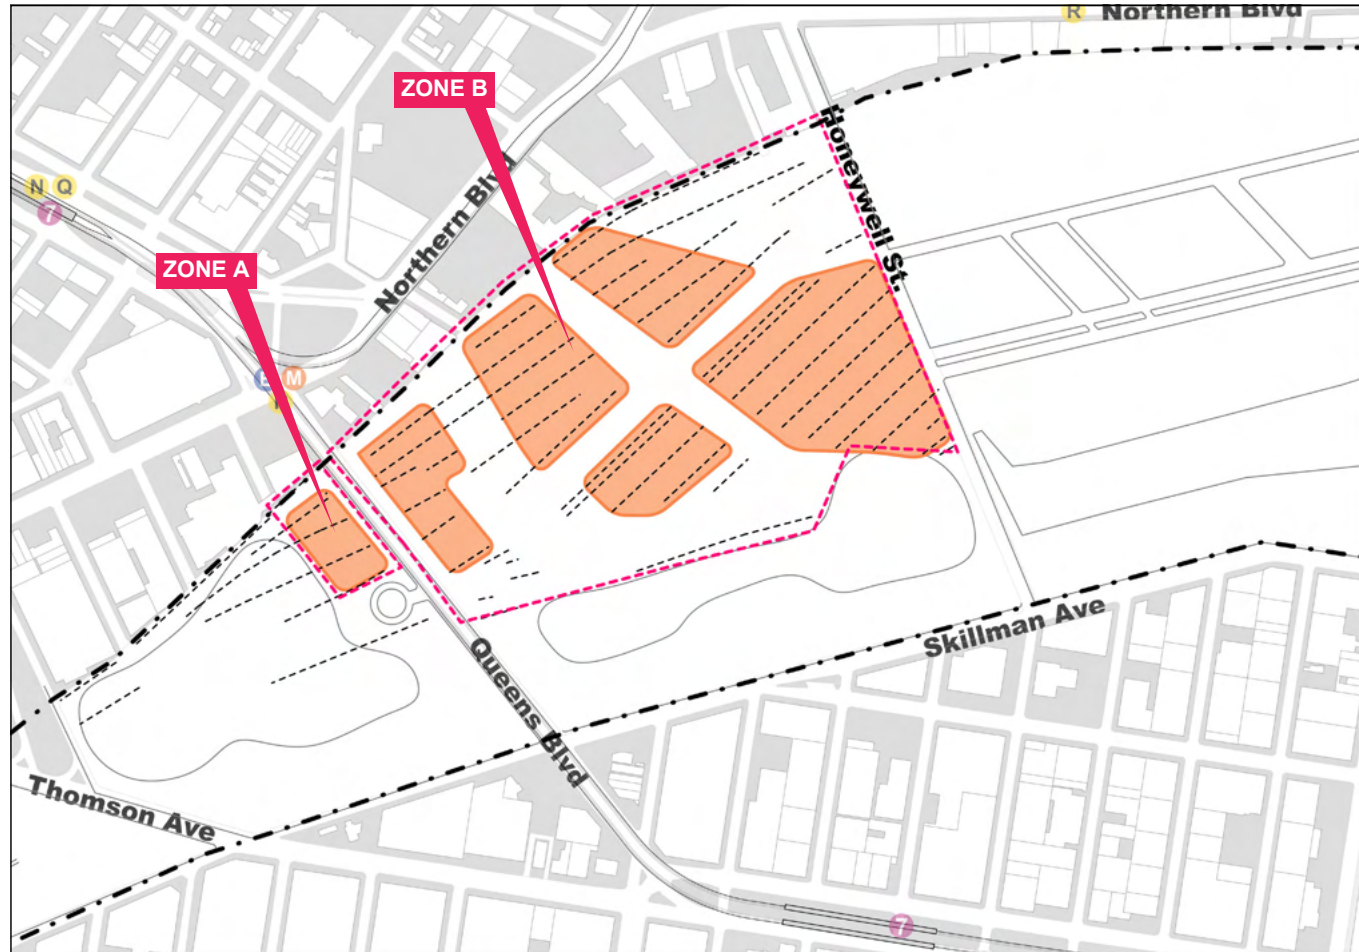 R Northern Blvd
ZONE B
Honeywell St.
N Q
7
Northern Blvd
ZONE A
E M
R
Skillman Ave
Queens Blvd
Thomson Ave
7